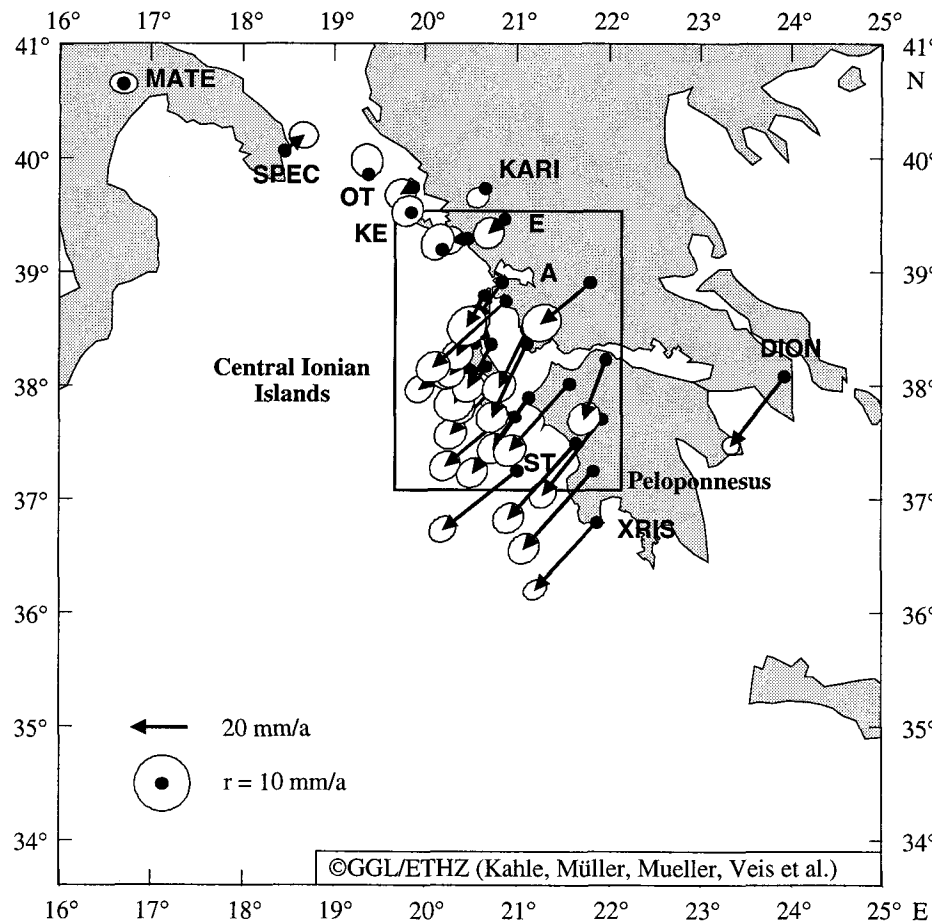 16° 17° 18° 19° 20° 21° 22° 23° 24° 25°
41° 41°
MATE N
40° 40°
SPEC KARI
OT
KE E
39° A 39°
DION
Central Ionian
Islands
38° 38°
ST
Peloponnesus
37° 37°
XRIS
36° 36°
35° 35°
20 mm/a
r = 10 mm/a
34° 34°
©GGL/ETHZ (Kahle, Müller, Mueller, Veis et al.)
16° 17° 18° 19° 20° 21° 22° 23° 24° 25° E